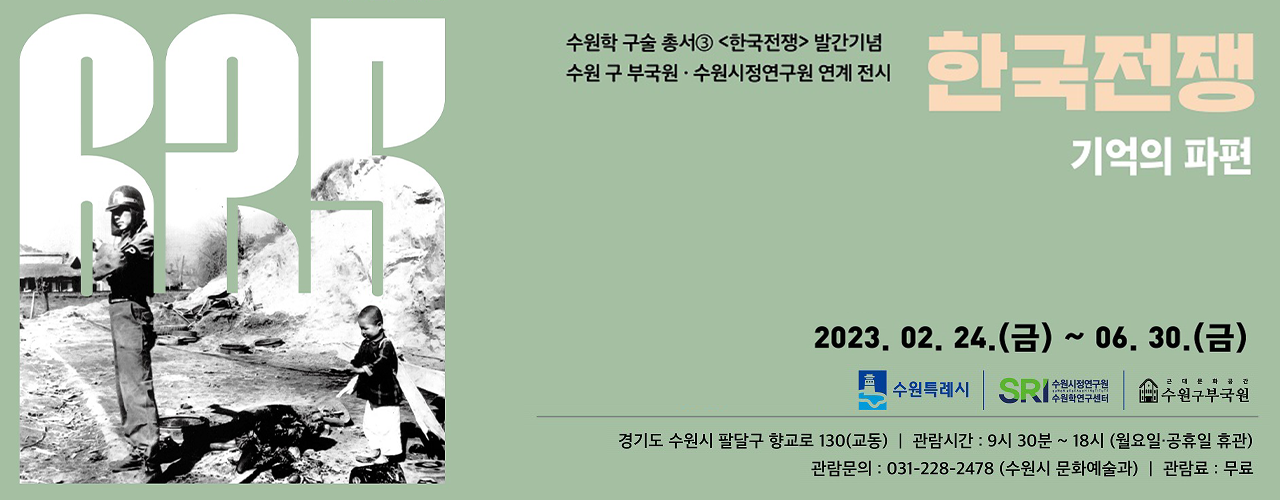 625
수원학 구술 총서③ <한국전쟁> 발간기념
수원 구 부국원 · 수원시정연구원 연계 전시
한국전쟁
기억의 파편
2023. 02. 24.(금) ~ 06. 30.(금)
수원특례시
SRI 수원시정연구원
수원학연구센터
근대문화공간
수원구부국원
경기도 수원시 팔달구 향교로 130(교동) | 관람시간 : 9시 30분 ~ 18시 (월요일·공휴일 휴관)
관람문의 : 031-228-2478 (수원시 문화예술과) | 관람료 : 무료